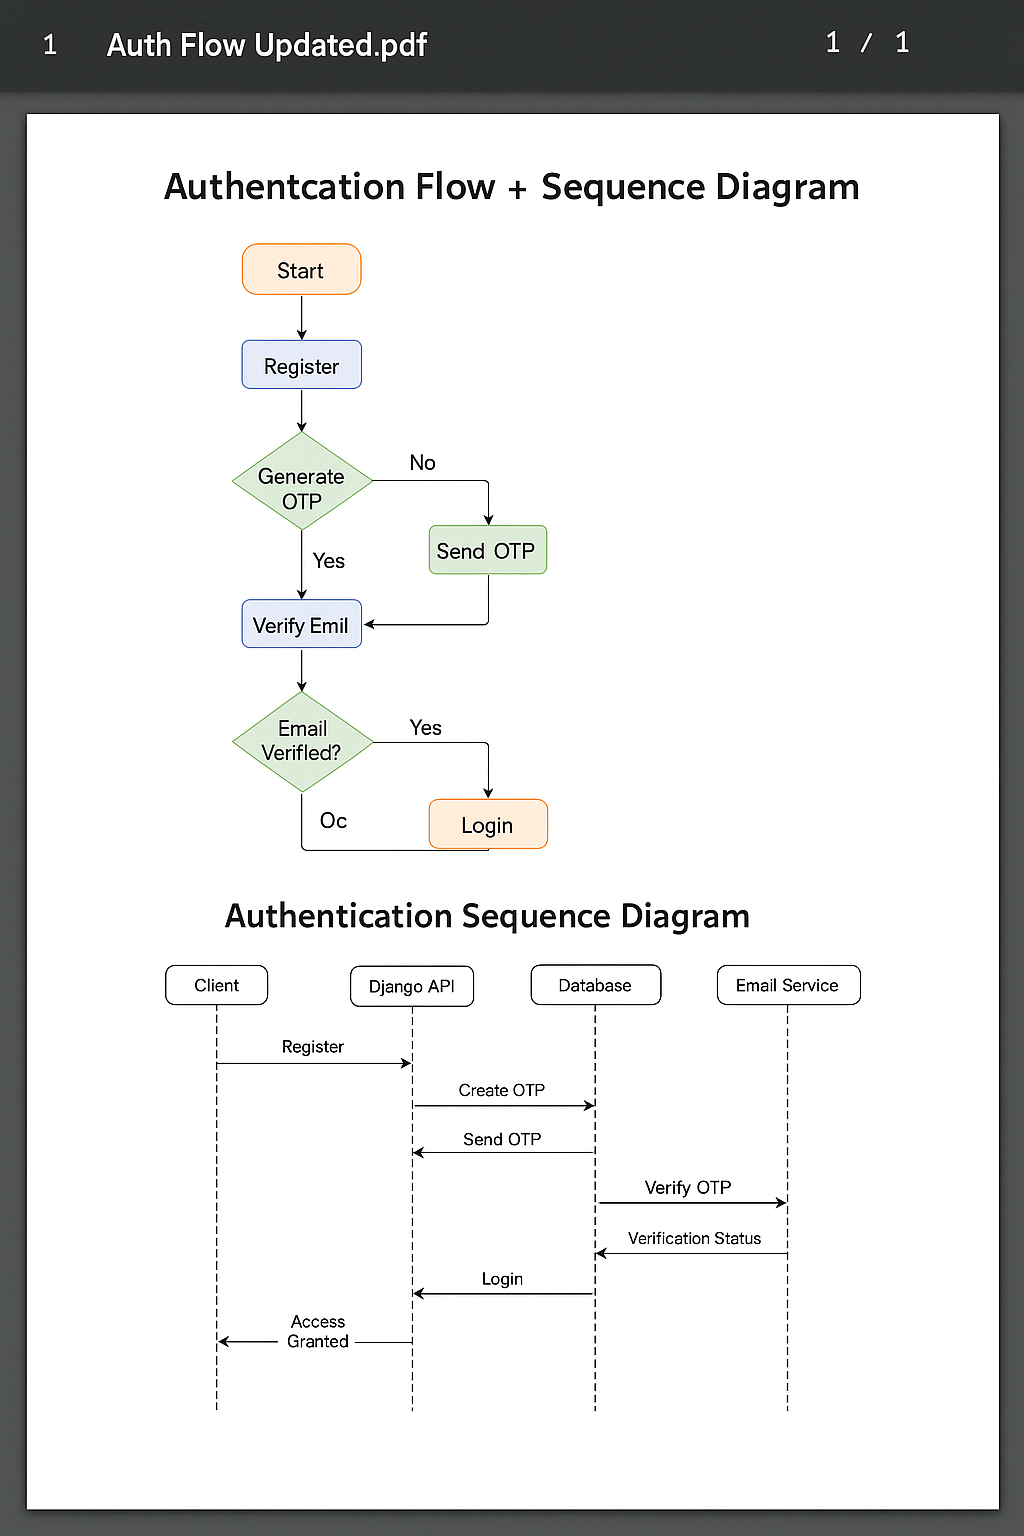 1 Auth Flow Updated.pdf 1 / 1
Authentcation Flow + Sequence Diagram
Start
Register
Generate
OTP
No
Send OTP
Yes
Verify Emil
Email
Verifled?
Yes
Oc
Login
Authentication Sequence Diagram
Client
Django API
Database
Email Service
Register
Create OTP
Send OTP
Verify OTP
Verification Status
Login
Access
Granted